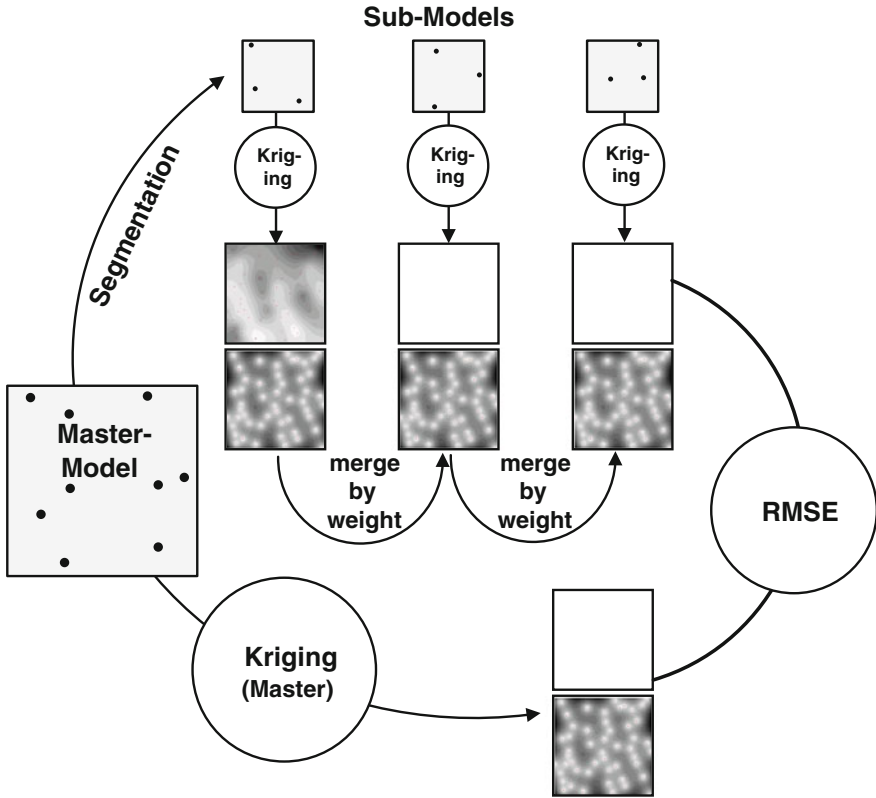 Sub-Models
Krig-
ing
Krig-
ing
Krig-
ing
Segmentation
Master-
Model
merge
by
weight
merge
by
weight
RMSE
Kriging
(Master)